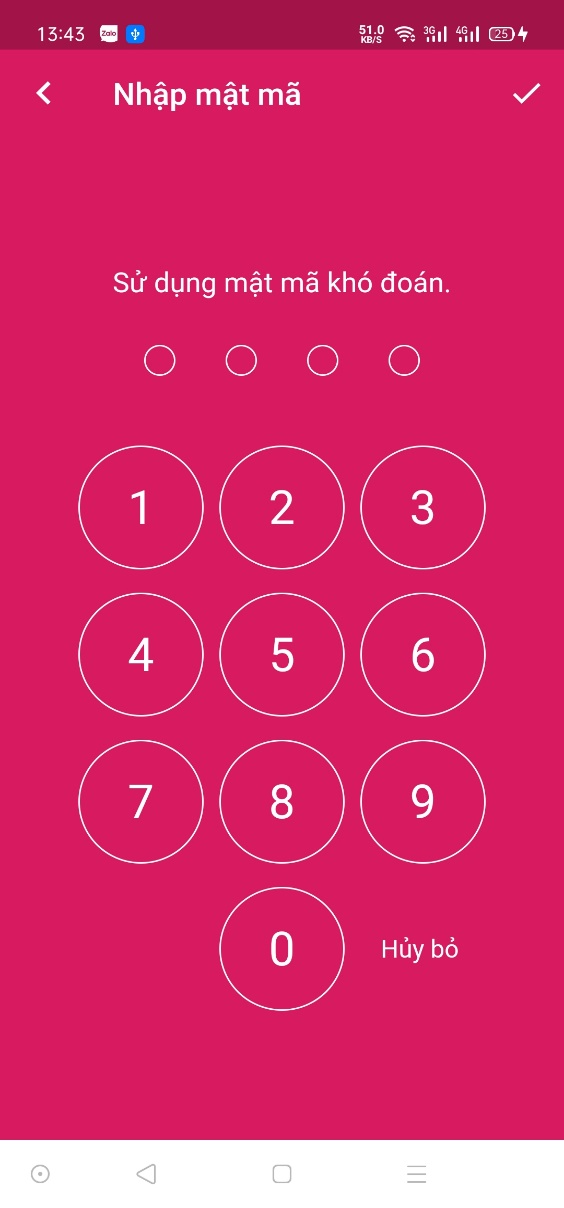 13:43 Zalo 51.0 KB/S 3G 4G 25
Nhập mật mã
Sử dụng mật mã khó đoán.
1 2 3
4 5 6
7 8 9
0 Hủy bỏ